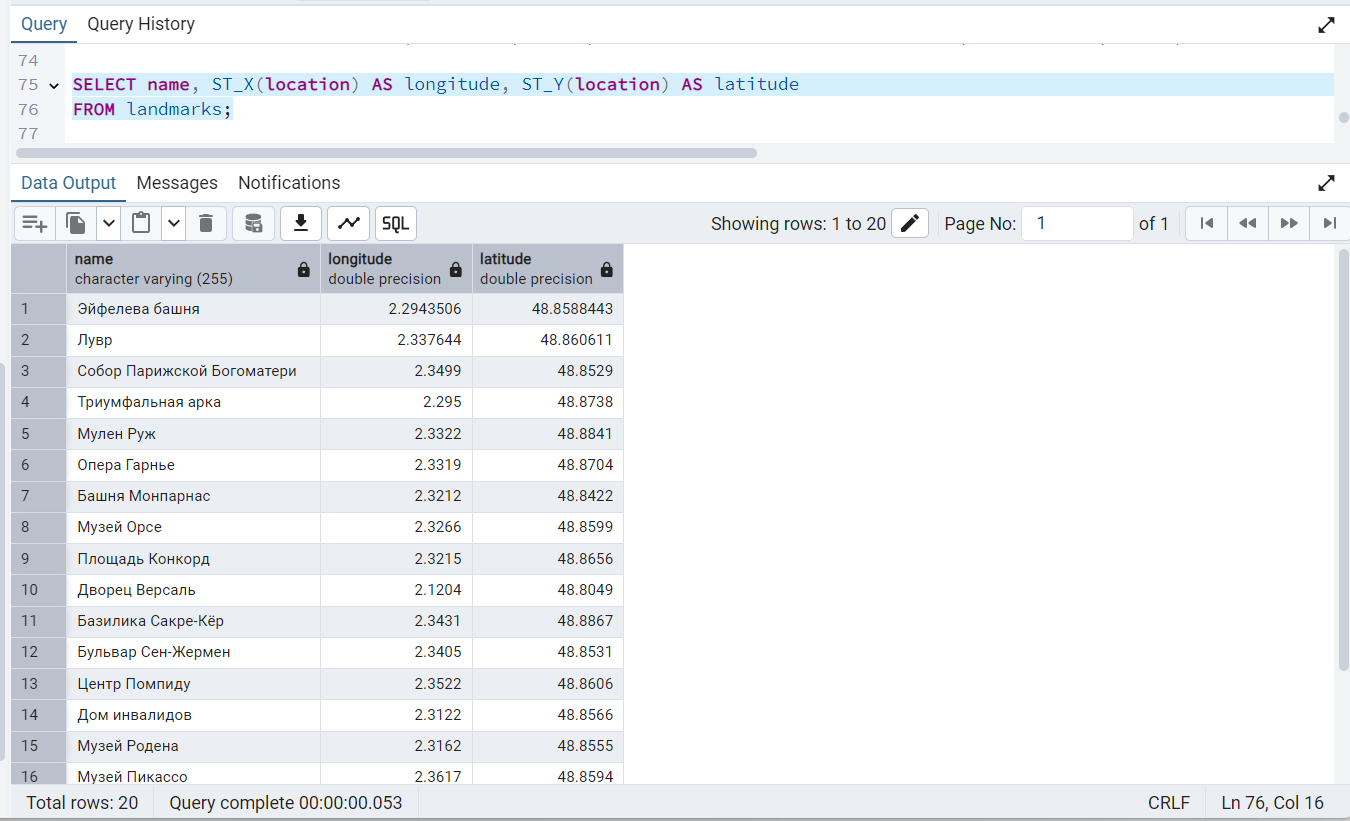 Query Query History
74
75 SELECT name, ST_X(location) AS longitude, ST_Y(location) AS latitude
76 FROM landmarks;
77
Data Output Messages Notifications
SQL Showing rows: 1 to 20 Page No: 1 of 1
name longitude latitude
character varying (255) double precision double precision
1 Эйфелева башня 2.2943506 48.8588443
2 Лувр 2.337644 48.860611
3 Собор Парижской Богоматери 2.3499 48.8529
4 Триумфальная арка 2.295 48.8738
5 Мулен Руж 2.3322 48.8841
6 Опера Гарнье 2.3319 48.8704
7 Башня Монпарнас 2.3212 48.8422
8 Музей Орсе 2.3266 48.8599
9 Площадь Конкорд 2.3215 48.8656
10 Дворец Версаль 2.1204 48.8049
11 Базилика Сакре-Кёр 2.3431 48.8867
12 Бульвар Сен-Жермен 2.3405 48.8531
13 Центр Помпиду 2.3522 48.8606
14 Дом инвалидов 2.3122 48.8566
15 Музей Родена 2.3162 48.8555
16 Музей Пикассо 2.3617 48.8594
Total rows: 20 Query complete 00:00:00.053 CRLF Ln 76, Col 16